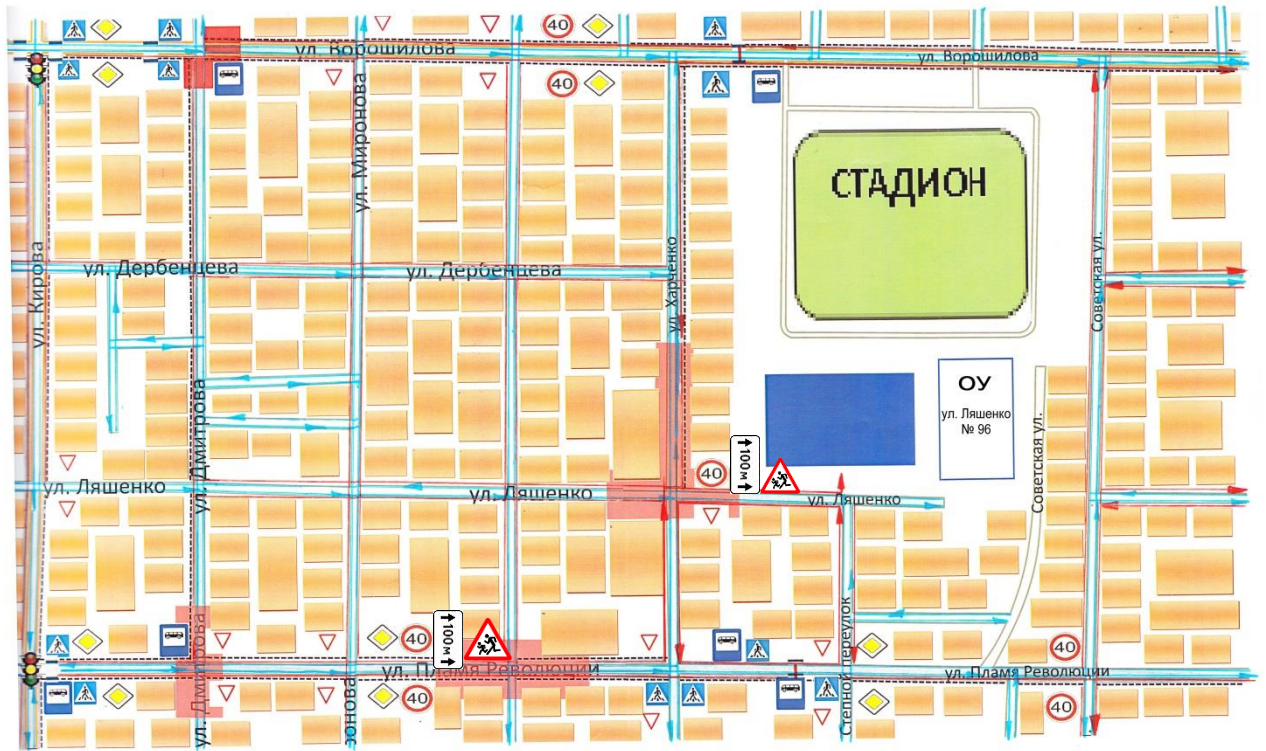 40
ул. Ворошилова
ул. Ворошилова
40
ул. Миронова
СТАДИОН
ул. Кирова
ул. Дербенцева
ул. Дербенцева
ул. Харченко
Советская ул.
ОУ
ул. Ляшенко
№ 96
ул. Дмитрова
Советская ул.
100м
40
ул. Ляшенко
ул. Ляшенко
ул. Ляшенко
Степной переулок
100м
40
40
ул. Пламя Революции
ул. Пламя Революции
ул. Дмитрова
зонова
40
40